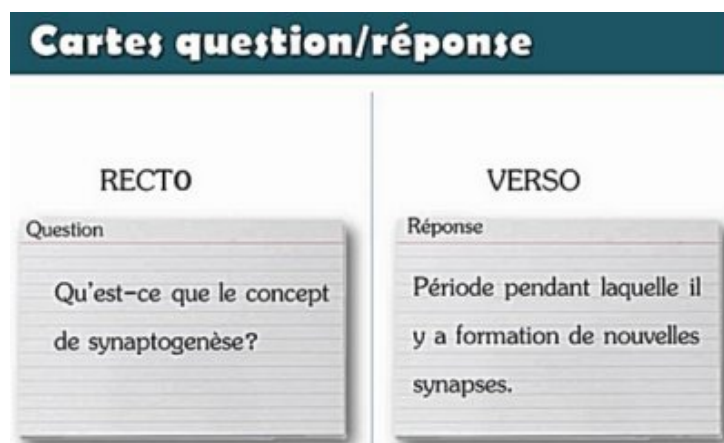 Cartes question/réponse
RECTO
Question
Qu'est-ce que le concept
de synaptogenèse?
VERSO
Réponse
Période pendant laquelle il
y a formation de nouvelles
synapses.